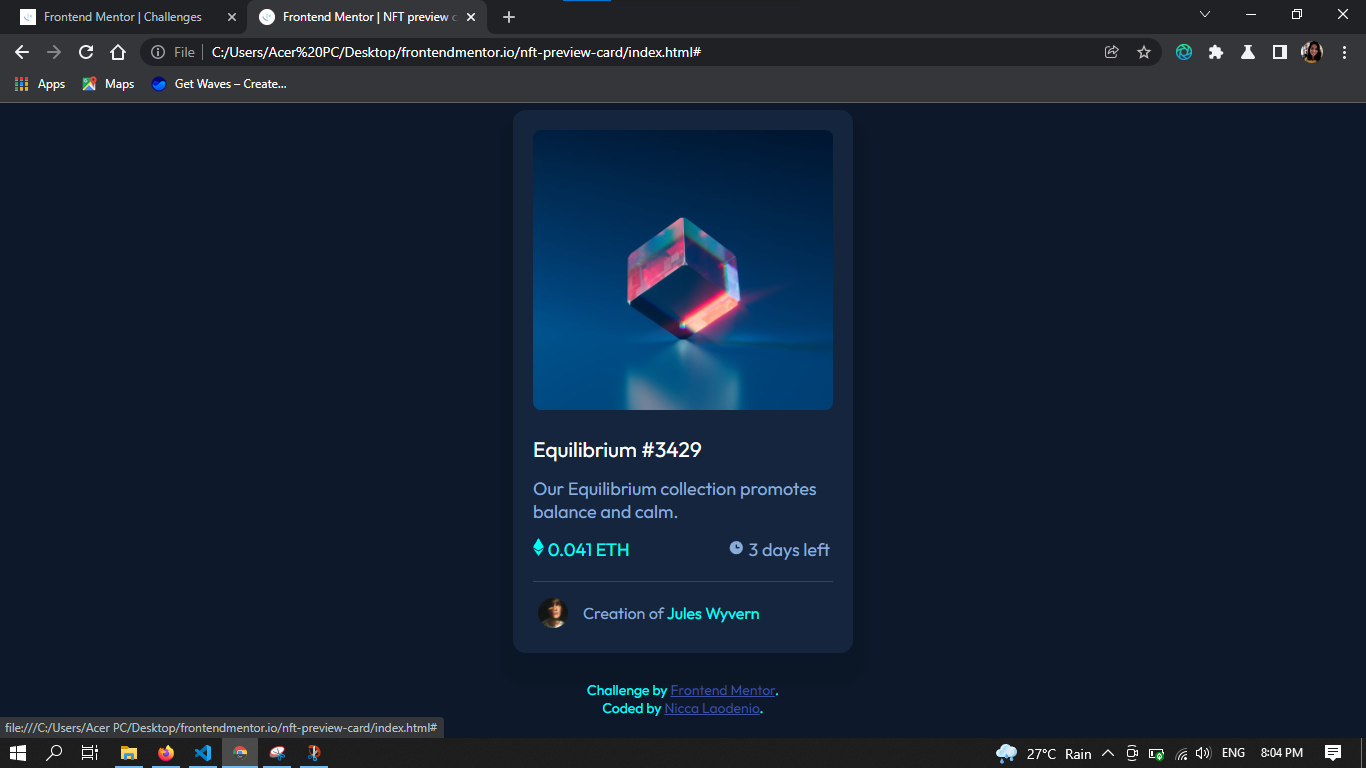 Frontend Mentor | Challenges
Frontend Mentor | NFT preview c
File
C:/Users/Acer%20PC/Desktop/frontendmentor.io/nft-preview-card/index.html#
Apps
Maps
Get Waves – Create...
Equilibrium #3429
Our Equilibrium collection promotes
balance and calm.
0.041 ETH
3 days left
Creation of Jules Wyvern
Challenge by Frontend Mentor.
Coded by Nicca Laodenio.
file:///C:/Users/Acer PC/Desktop/frontendmentor.io/nft-preview-card/index.html#
27°C Rain
ENG
8:04 PM